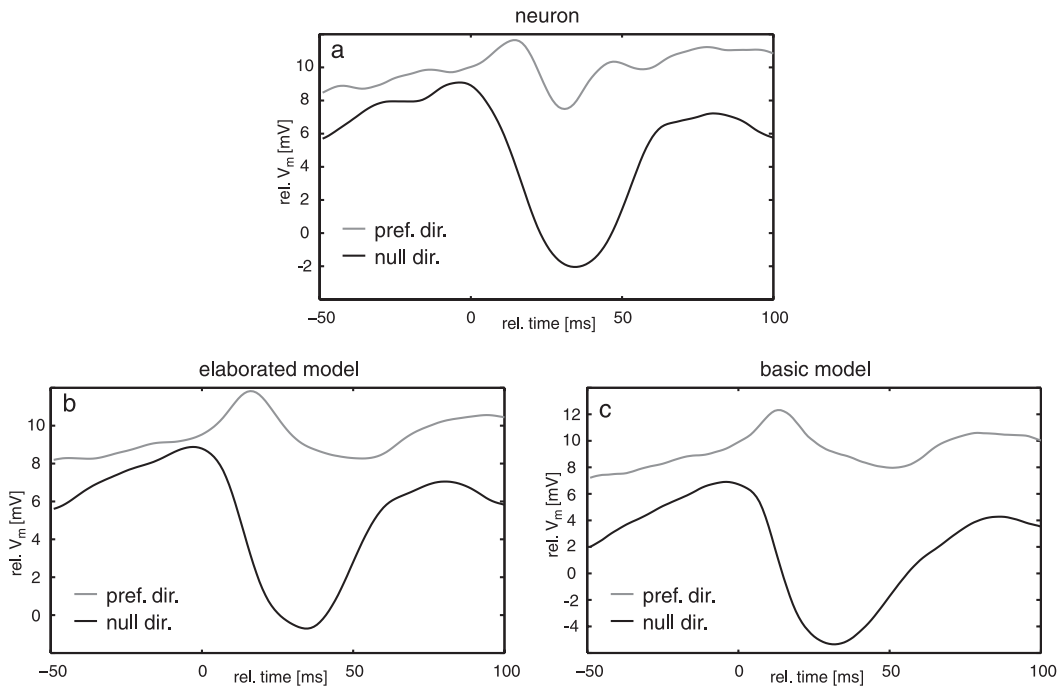 neuron
a
10
8
6
4
2
0
-2
rel. V_m [mV]
pref. dir.
null dir.
–50
0
50
100
rel. time [ms]
elaborated model
b
10
8
6
4
2
0
rel. V_m [mV]
pref. dir.
null dir.
-50
0
50
100
rel. time [ms]
basic model
c
12
10
8
6
4
2
0
-2
-4
rel. V_m [mV]
pref. dir.
null dir.
–50
0
50
100
rel. time [ms]